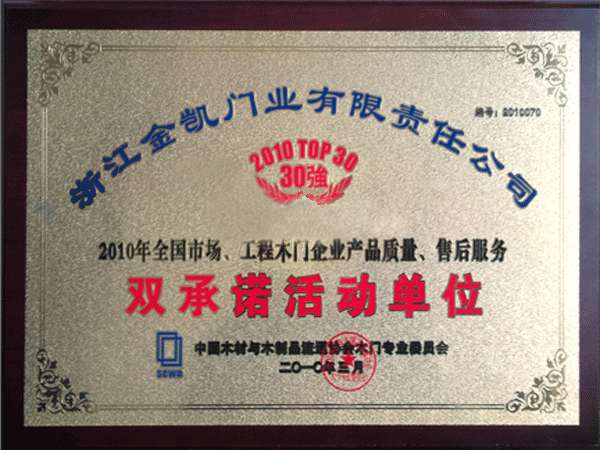 浙江金凯门业有限责任公司
编号：2010070
2010 TOP 30
30強
2010年全国市场、工程木门企业产品质量、售后服务
双承诺活动单位
SCWD
中国木材与木制品流通协会木门专业委员会
二〇一〇年三月